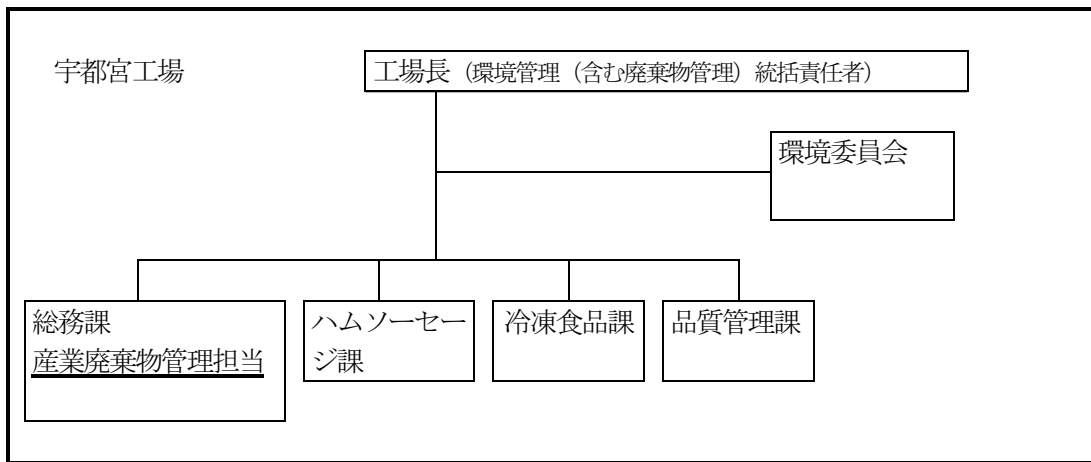 宇都宮工場
工場長（環境管理（含む廃棄物管理）統括責任者）
環境委員会
総務課
産業廃棄物管理担当
ハムソーセー
ジ課
冷凍食品課
品質管理課